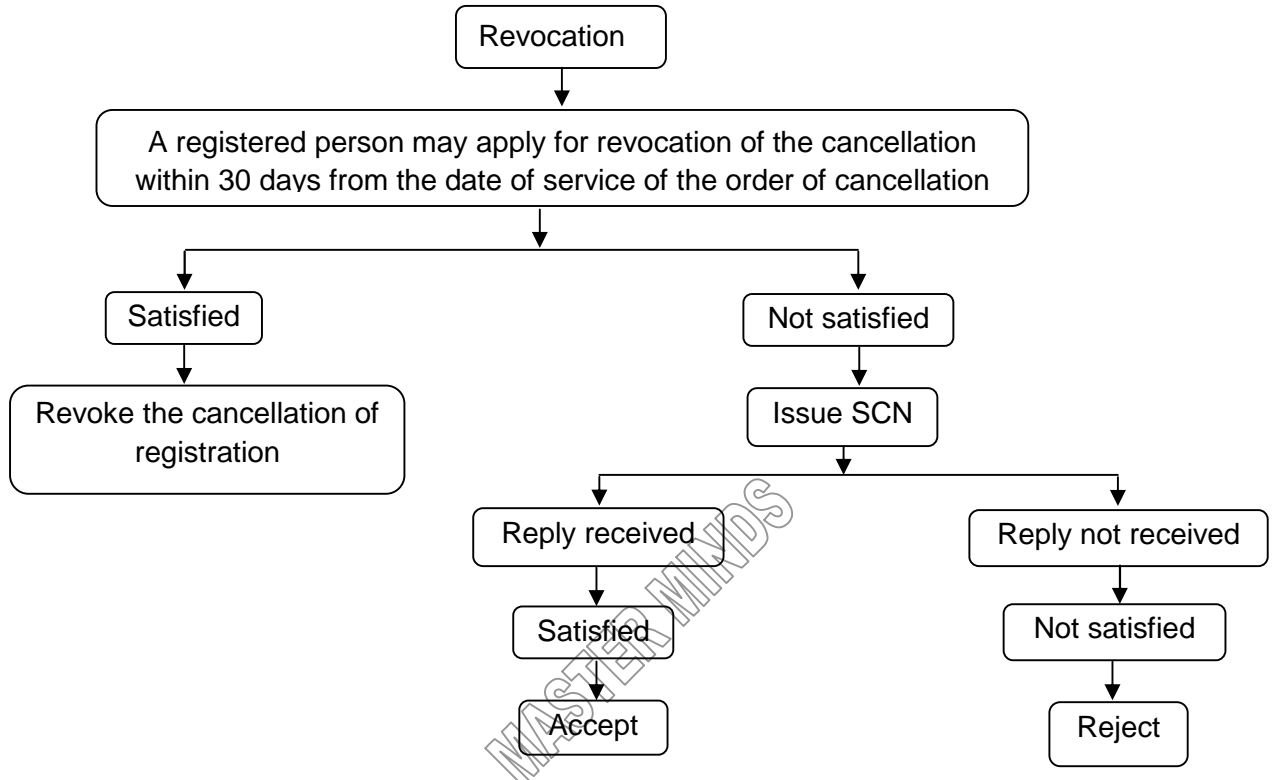 Revocation
A registered person may apply for revocation of the cancellation
within 30 days from the date of service of the order of cancellation
Satisfied
Not satisfied
Revoke the cancellation of
registration
Issue SCN
Reply received
Reply not received
Satisfied
Not satisfied
Accept
Reject
MASTER MINDS